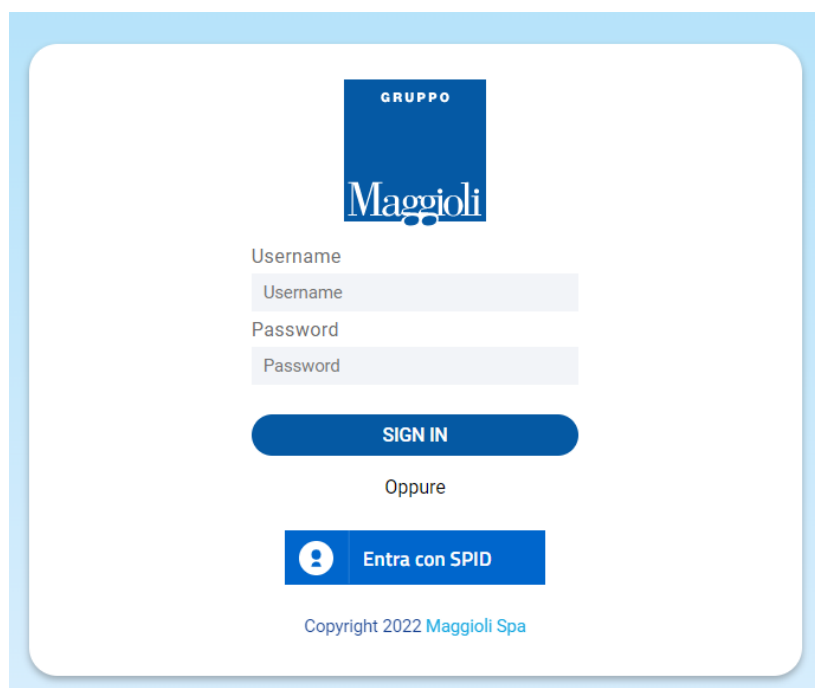 GRUPPO
Maggioli
Username
Username
Password
Password
SIGN IN
Oppure
Entra con SPID
Copyright 2022 Maggioli Spa